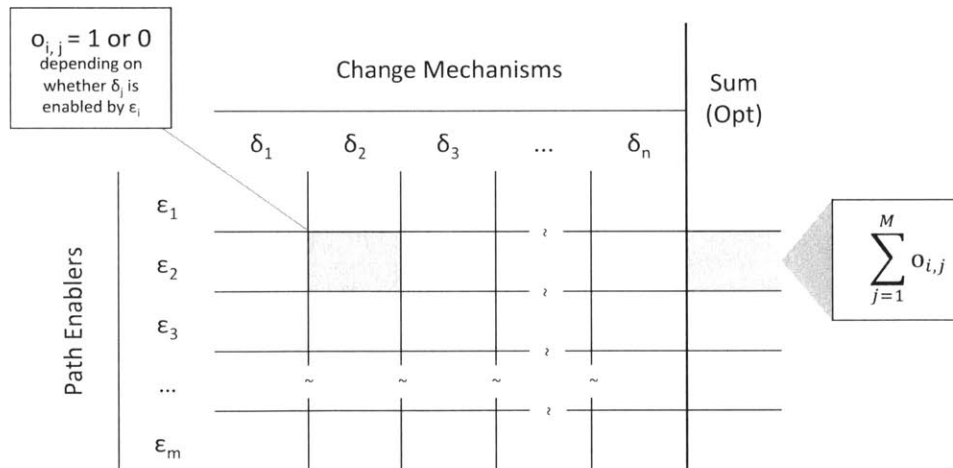 o_{i, j} = 1 or 0
depending on
whether δ_j is
enabled by ε_i
Change Mechanisms
Sum
(Opt)
δ_1 δ_2 δ_3 ... δ_n
Path Enablers
ε_1
ε_2
ε_3
...
ε_m
~ ~ ~ ~
~
~
~
~
\sum_{j=1}^{M} o_{i,j}